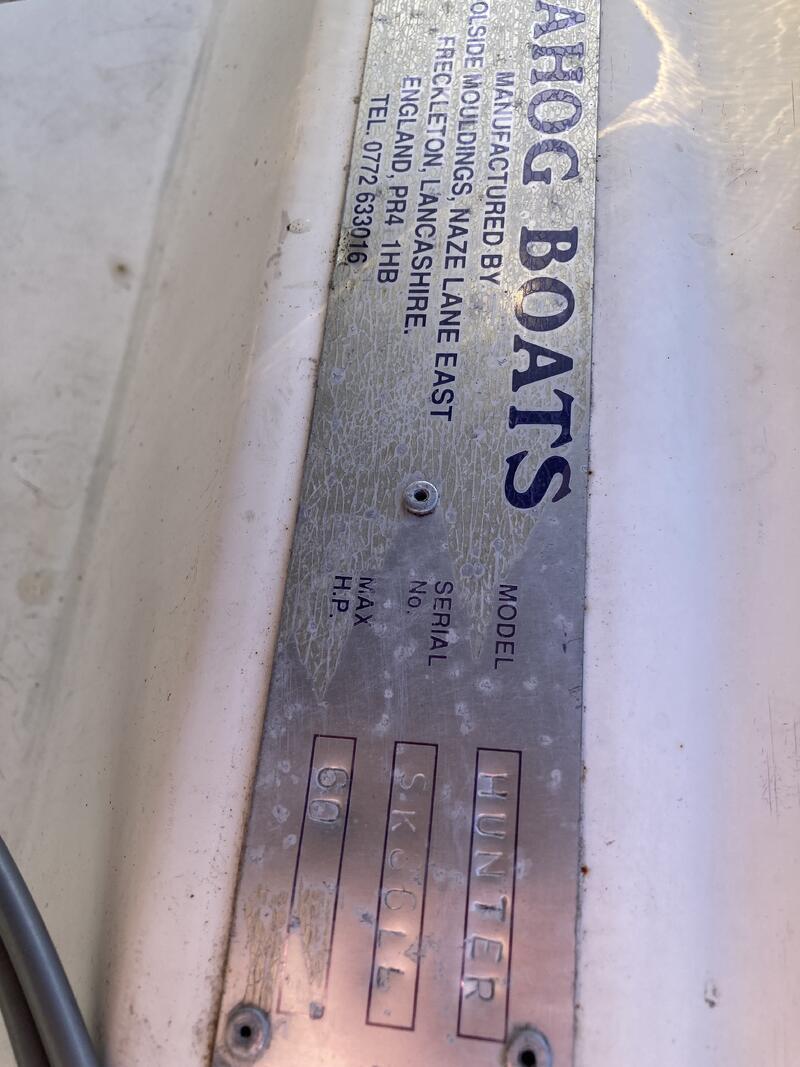 AHOG BOATS
MANUFACTURED BY
OLSIDE MOULDINGS, NAZE LANE EAST
FRECKLETON, LANCASHIRE.
ENGLAND, PR4 1HB
TEL. 0772 633016
MODEL HUNTER
SERIAL
No.
MAX
H.P. 60